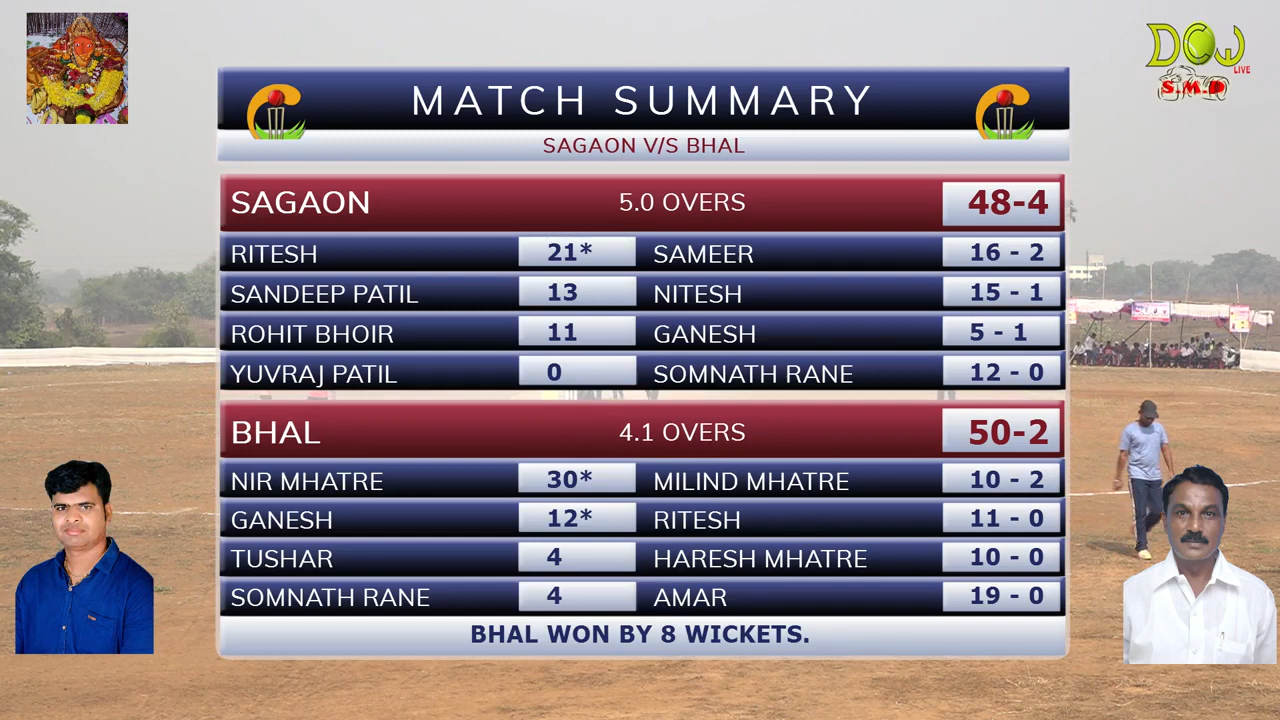 DCW
LIVE
S.M.D
MATCH SUMMARY
SAGAON V/S BHAL
SAGAON 5.0 OVERS 48-4
RITESH 21* SAMEER 16 - 2
SANDEEP PATIL 13 NITESH 15 - 1
ROHIT BHOIR 11 GANESH 5 - 1
YUVRAJ PATIL 0 SOMNATH RANE 12 - 0
BHAL 4.1 OVERS 50-2
NIR MHATRE 30* MILIND MHATRE 10 - 2
GANESH 12* RITESH 11 - 0
TUSHAR 4 HARESH MHATRE 10 - 0
SOMNATH RANE 4 AMAR 19 - 0
BHAL WON BY 8 WICKETS.